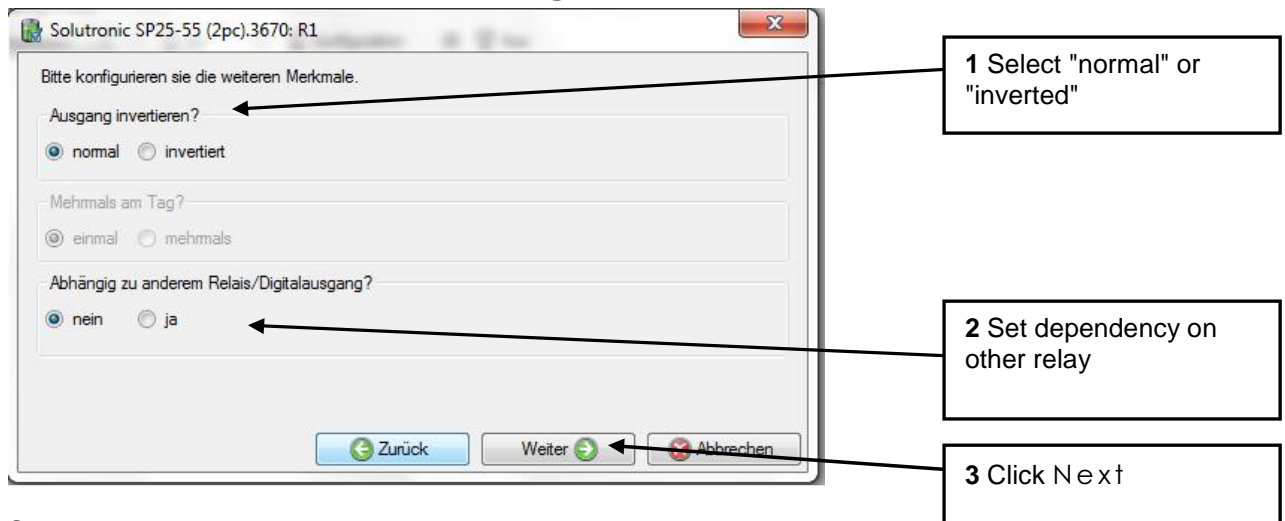 Solutronic SP25-55 (2pc).3670: R1
Bitte konfigurieren sie die weiteren Merkmale.
Ausgang invertieren?
normal invertiert
Mehrmals am Tag?
einmal mehrmals
Abhängig zu anderem Relais/Digitalausgang?
nein ja
Zurück Weiter Abbrechen
1 Select "normal" or
"inverted"
2 Set dependency on
other relay
3 Click Next